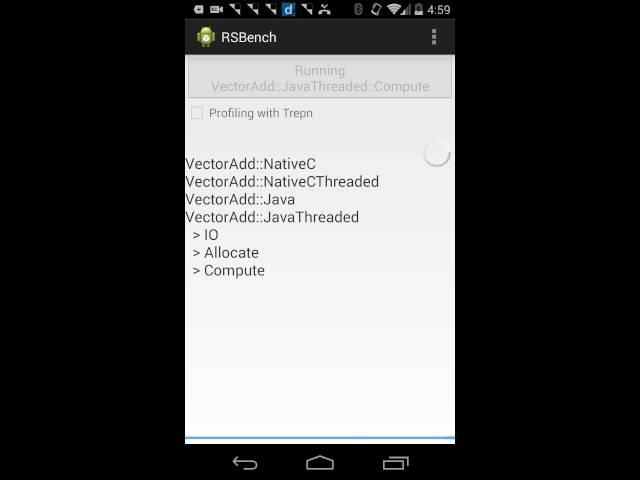 4:59
RSBench
Running
VectorAdd::JavaThreaded::Compute
Profiling with Trepn
VectorAdd::NativeC
VectorAdd::NativeCThreaded
VectorAdd::Java
VectorAdd::JavaThreaded
> IO
> Allocate
> Compute